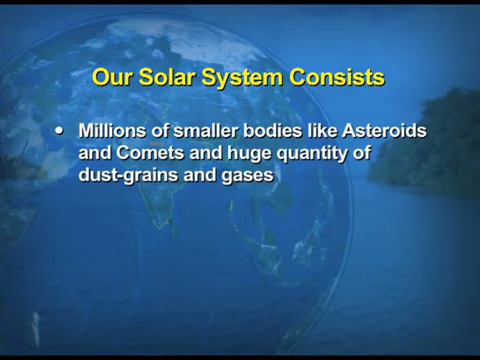 Our Solar System Consists
• Millions of smaller bodies like Asteroids
and Comets and huge quantity of
dust-grains and gases